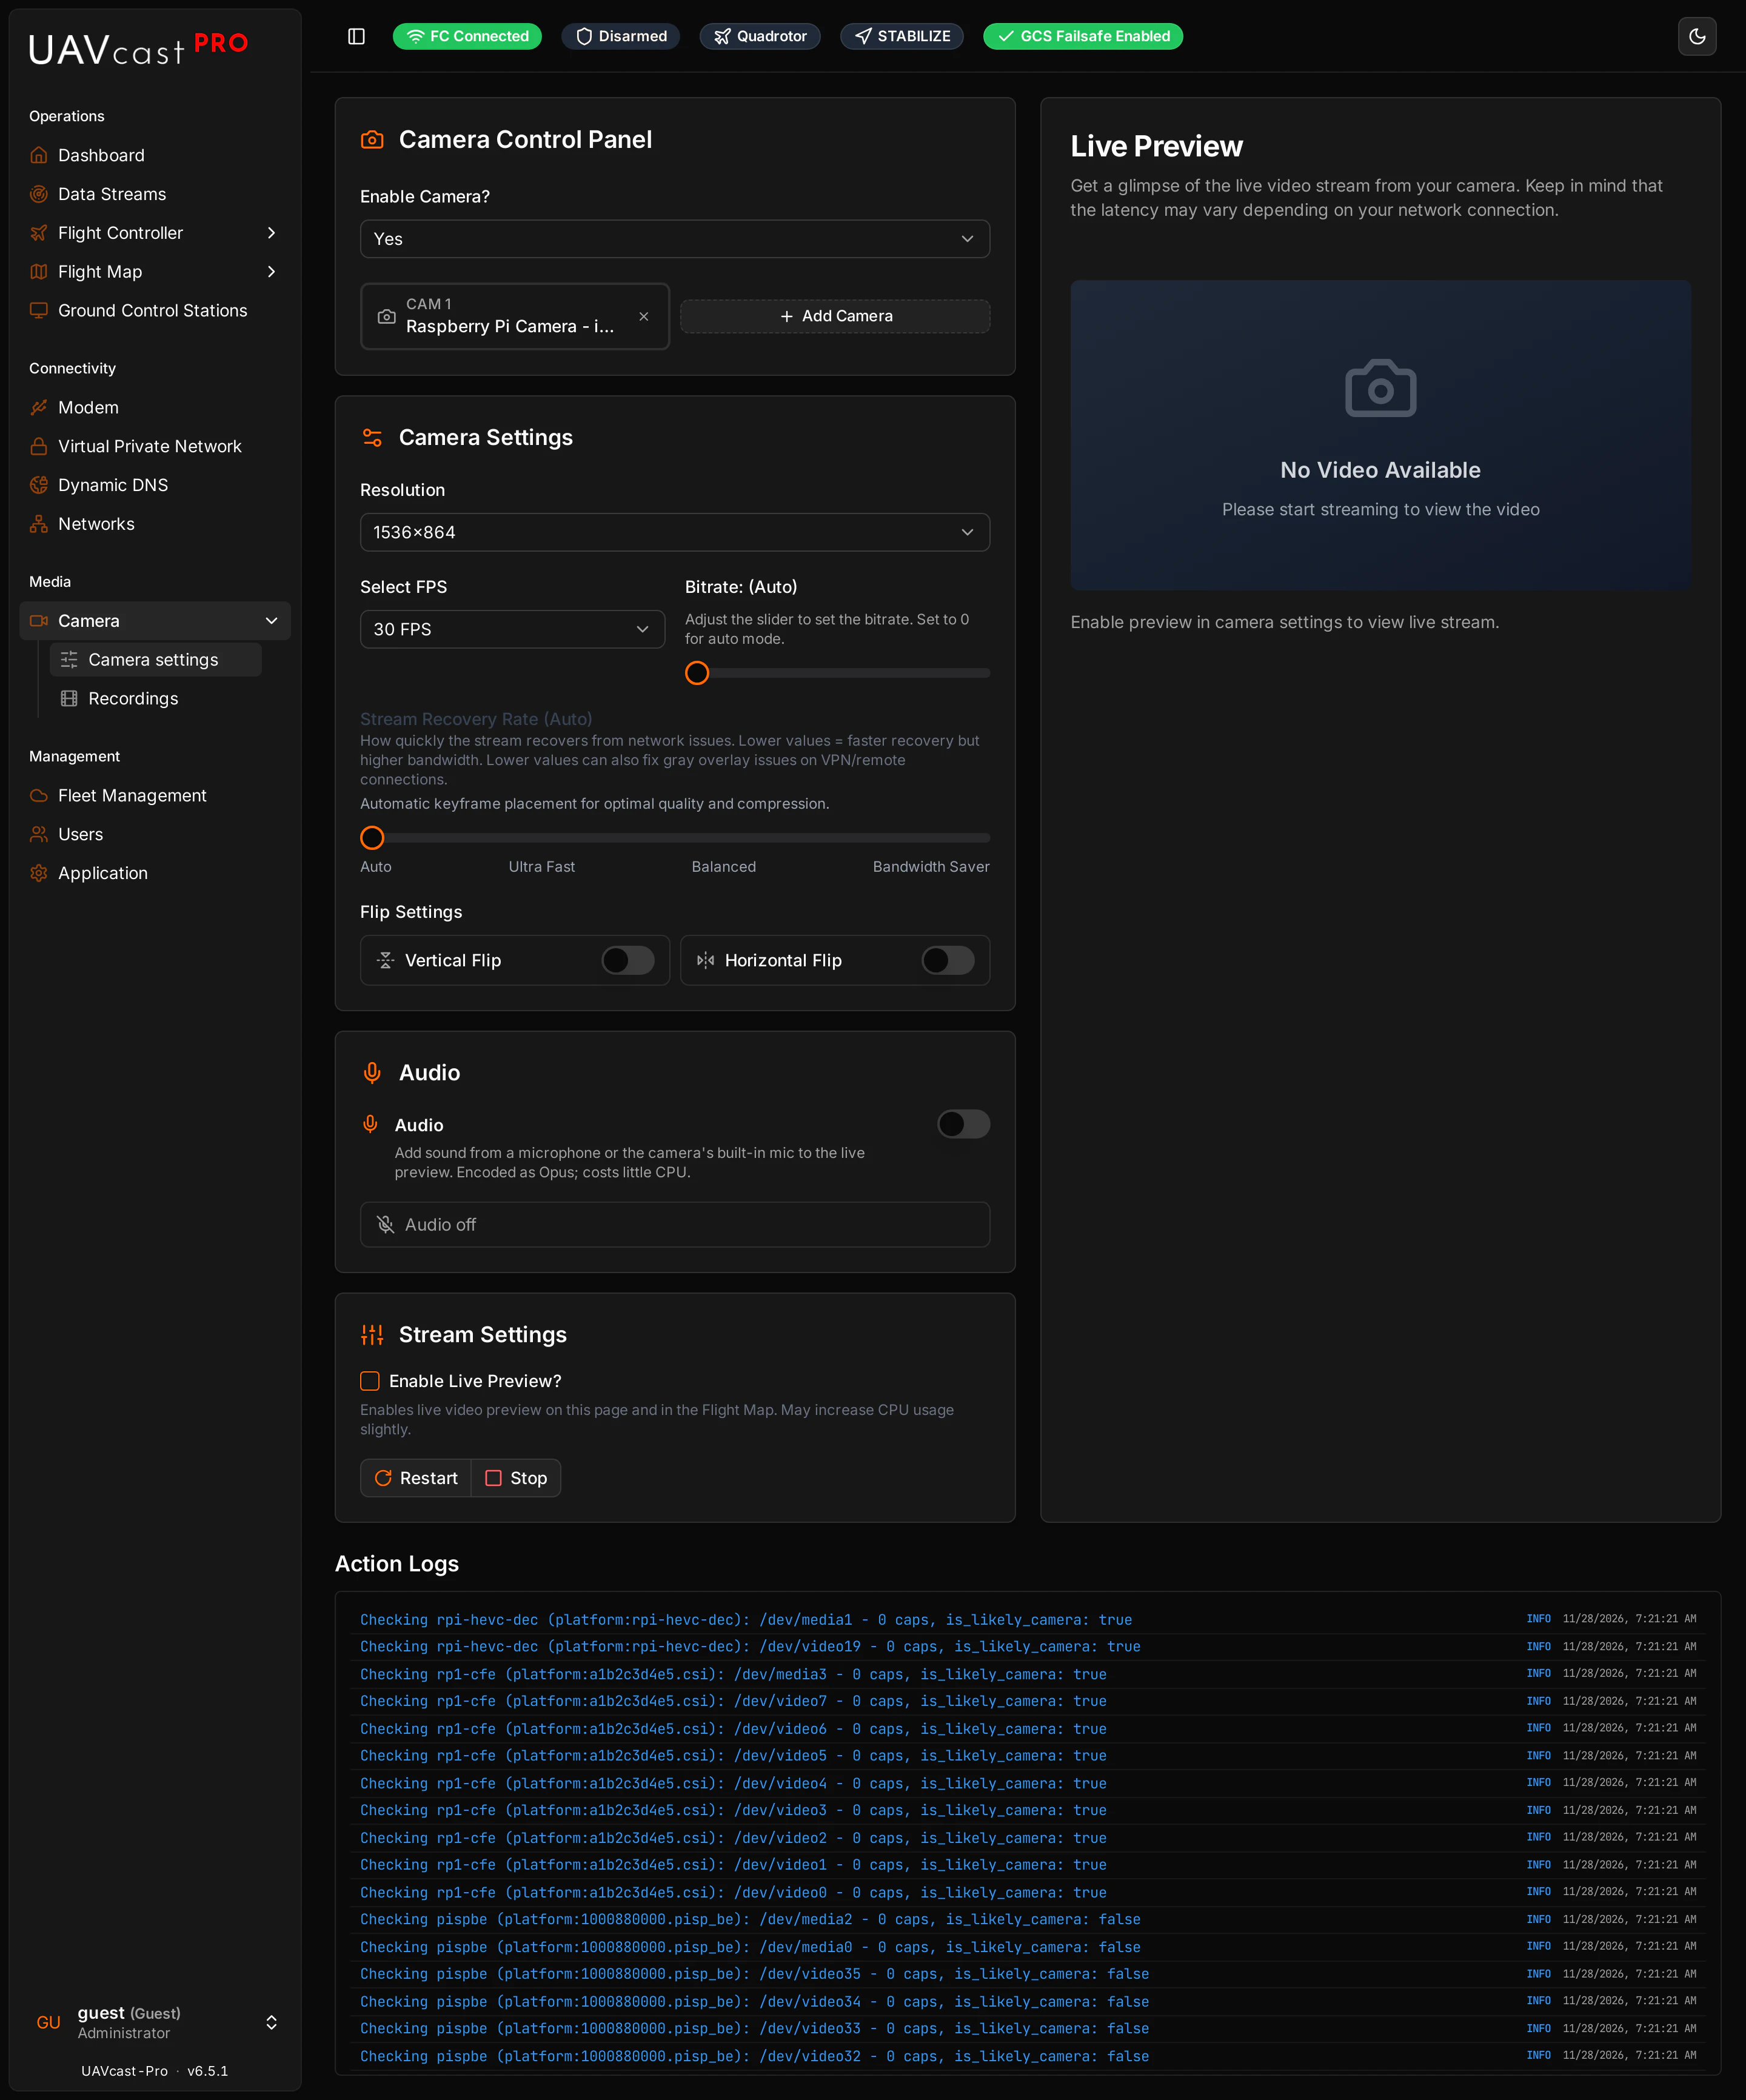 UAVcast PRO
Operations
Dashboard
Data Streams
Flight Controller
Flight Map
Ground Control Stations
Connectivity
Modem
Virtual Private Network
Dynamic DNS
Networks
Media
Camera
Camera settings
Recordings
Management
Fleet Management
Users
Application
GU
guest (Guest)
Administrator
UAVcast-Pro · v6.5.1
FC Connected
Disarmed
Quadrotor
STABILIZE
GCS Failsafe Enabled
Camera Control Panel
Enable Camera?
Yes
CAM 1
Raspberry Pi Camera - i...
Add Camera
Camera Settings
Resolution
1536×864
Select FPS
30 FPS
Bitrate: (Auto)
Adjust the slider to set the bitrate. Set to 0
for auto mode.
Stream Recovery Rate (Auto)
How quickly the stream recovers from network issues. Lower values = faster recovery but
higher bandwidth. Lower values can also fix gray overlay issues on VPN/remote
connections.
Automatic keyframe placement for optimal quality and compression.
Auto
Ultra Fast
Balanced
Bandwidth Saver
Flip Settings
Vertical Flip
Horizontal Flip
Audio
Audio
Add sound from a microphone or the camera's built-in mic to the live
preview. Encoded as Opus; costs little CPU.
Audio off
Stream Settings
Enable Live Preview?
Enables live video preview on this page and in the Flight Map. May increase CPU usage
slightly.
Restart
Stop
Live Preview
Get a glimpse of the live video stream from your camera. Keep in mind that
the latency may vary depending on your network connection.
No Video Available
Please start streaming to view the video
Enable preview in camera settings to view live stream.
Action Logs
Checking rpi-hevc-dec (platform:rpi-hevc-dec): /dev/media1 - 0 caps, is_likely_camera: true INFO 11/28/2026, 7:21:21 AM
Checking rpi-hevc-dec (platform:rpi-hevc-dec): /dev/video19 - 0 caps, is_likely_camera: true INFO 11/28/2026, 7:21:21 AM
Checking rp1-cfe (platform:a1b2c3d4e5.csi): /dev/media3 - 0 caps, is_likely_camera: true INFO 11/28/2026, 7:21:21 AM
Checking rp1-cfe (platform:a1b2c3d4e5.csi): /dev/video7 - 0 caps, is_likely_camera: true INFO 11/28/2026, 7:21:21 AM
Checking rp1-cfe (platform:a1b2c3d4e5.csi): /dev/video6 - 0 caps, is_likely_camera: true INFO 11/28/2026, 7:21:21 AM
Checking rp1-cfe (platform:a1b2c3d4e5.csi): /dev/video5 - 0 caps, is_likely_camera: true INFO 11/28/2026, 7:21:21 AM
Checking rp1-cfe (platform:a1b2c3d4e5.csi): /dev/video4 - 0 caps, is_likely_camera: true INFO 11/28/2026, 7:21:21 AM
Checking rp1-cfe (platform:a1b2c3d4e5.csi): /dev/video3 - 0 caps, is_likely_camera: true INFO 11/28/2026, 7:21:21 AM
Checking rp1-cfe (platform:a1b2c3d4e5.csi): /dev/video2 - 0 caps, is_likely_camera: true INFO 11/28/2026, 7:21:21 AM
Checking rp1-cfe (platform:a1b2c3d4e5.csi): /dev/video1 - 0 caps, is_likely_camera: true INFO 11/28/2026, 7:21:21 AM
Checking rp1-cfe (platform:a1b2c3d4e5.csi): /dev/video0 - 0 caps, is_likely_camera: true INFO 11/28/2026, 7:21:21 AM
Checking pispbe (platform:1000880000.pisp_be): /dev/media2 - 0 caps, is_likely_camera: false INFO 11/28/2026, 7:21:21 AM
Checking pispbe (platform:1000880000.pisp_be): /dev/media0 - 0 caps, is_likely_camera: false INFO 11/28/2026, 7:21:21 AM
Checking pispbe (platform:1000880000.pisp_be): /dev/video35 - 0 caps, is_likely_camera: false INFO 11/28/2026, 7:21:21 AM
Checking pispbe (platform:1000880000.pisp_be): /dev/video34 - 0 caps, is_likely_camera: false INFO 11/28/2026, 7:21:21 AM
Checking pispbe (platform:1000880000.pisp_be): /dev/video33 - 0 caps, is_likely_camera: false INFO 11/28/2026, 7:21:21 AM
Checking pispbe (platform:1000880000.pisp_be): /dev/video32 - 0 caps, is_likely_camera: false INFO 11/28/2026, 7:21:21 AM